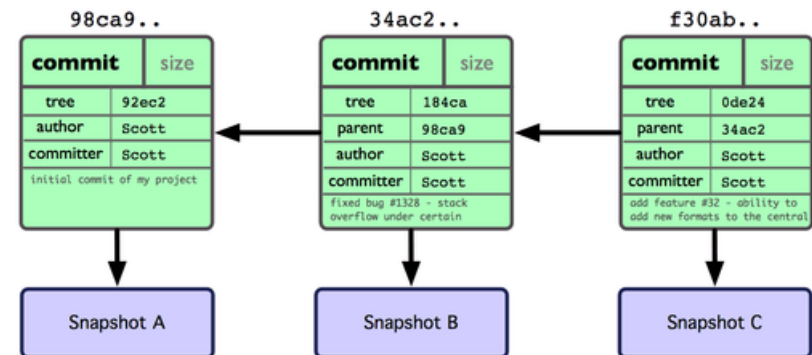 98ca9..
commit size
tree 92ec2
author Scott
committer Scott
initial commit of my project
Snapshot A
34ac2..
commit size
tree 184ca
parent 98ca9
author Scott
committer Scott
fixed bug #1328 - stack
overflow under certain
Snapshot B
f30ab..
commit size
tree 0de24
parent 34ac2
author Scott
committer Scott
add feature #32 - ability to
add new formats to the central
Snapshot C